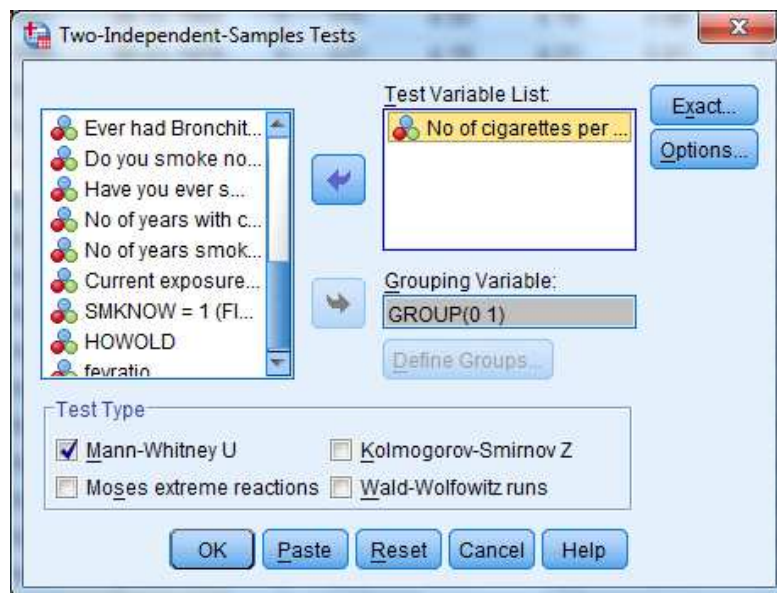 Two-Independent-Samples Tests
Test Variable List:
Ever had Bronchit...
Do you smoke no...
Have you ever s...
No of years with c...
No of years smok...
Current exposure...
SMKNOW = 1 (FI...
HOWOLD
fevratio
No of cigarettes per ...
Exact...
Options...
Grouping Variable:
GROUP(0 1)
Define Groups...
Test Type
Mann-Whitney U
Kolmogorov-Smirnov Z
Moses extreme reactions
Wald-Wolfowitz runs
OK
Paste
Reset
Cancel
Help